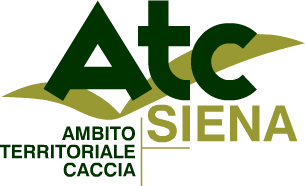 Atc
SIENA
AMBITO
TERRITORIALE
CACCIA